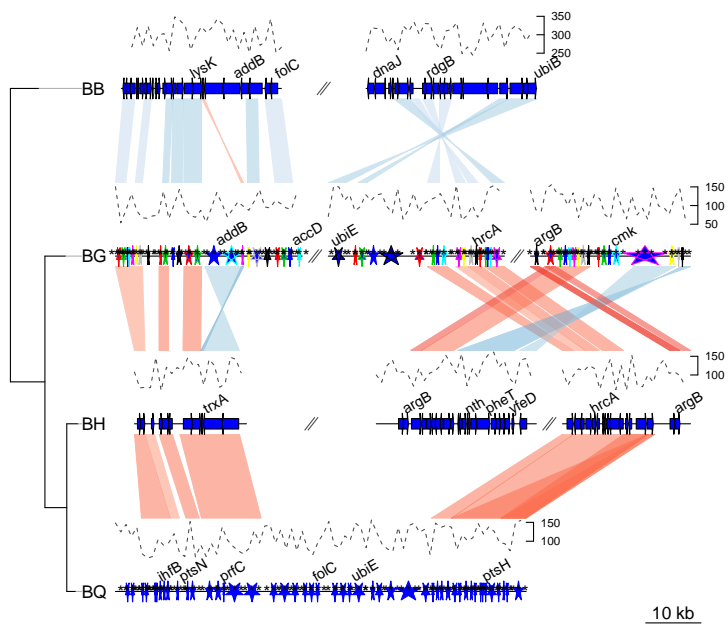 350
300
250
lysK addB folC dnaJ rdgB ubiB
BB //
150
100
50
addB accD ubiE hrcA argB cmk
BG // //
150
100
trxA argB nth pheT yfeD hrcA argB
BH // //
150
100
ihfB ptsN prfC folC ubiE ptsH
BQ
10 kb